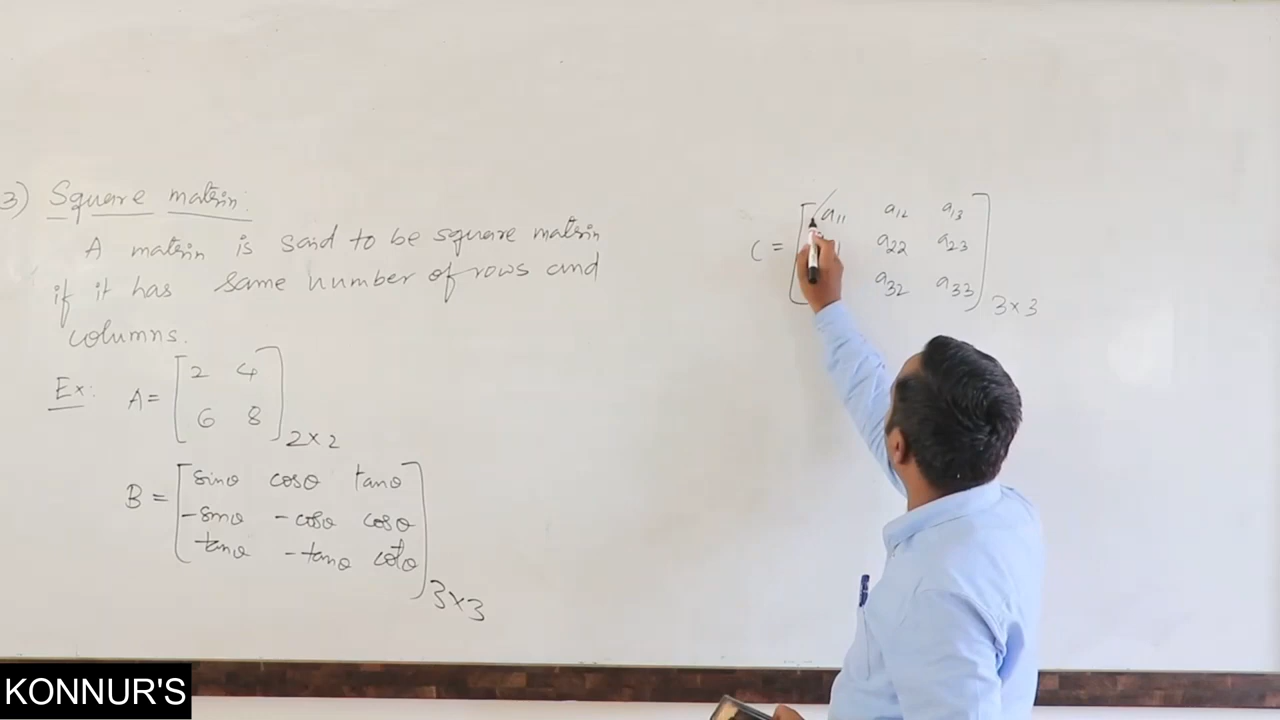 3) Square matrix:
A matrix is said to be square matrix
if it has same number of rows and
columns.
Ex: A = [ 2 4
6 8 ] 2×2
B = [ sinθ cosθ tanθ
-sinθ -cosθ cosθ
tanθ -tanθ cotθ ] 3×3
C = [ a11 a12 a13
a22 a23
a32 a33 ] 3×3
KONNUR'S